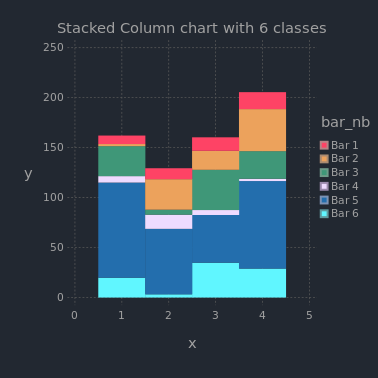 Stacked Column chart with 6 classes
250
200
150
100
50
0
y
0 1 2 3 4 5
x
bar_nb
Bar 1
Bar 2
Bar 3
Bar 4
Bar 5
Bar 6